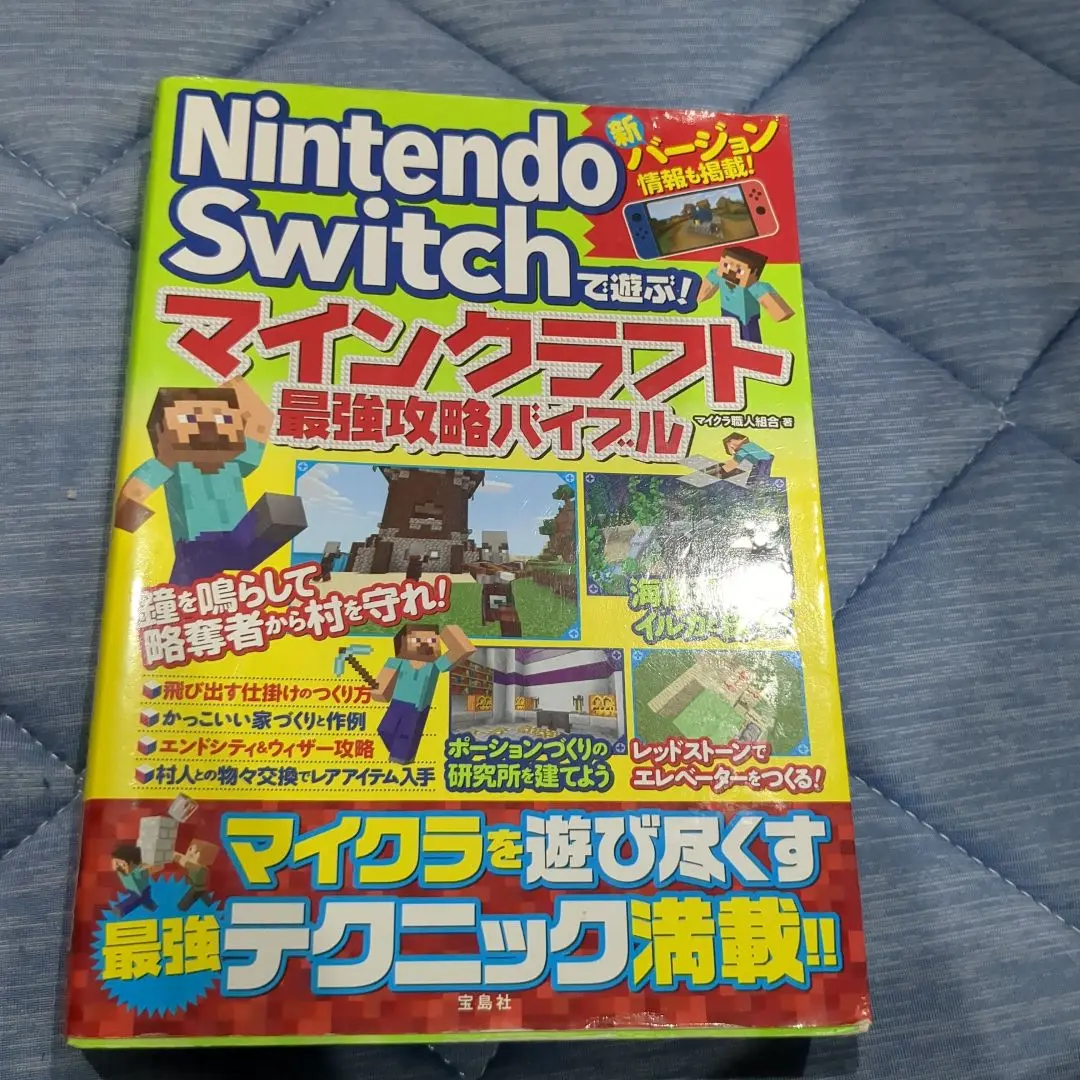 Nintendo
Switchで遊ぶ!
新バージョン
情報も掲載!
マインクラフト
最強攻略バイブル
マイクラ職人組合 著
鐘を鳴らして
略奪者から村を守れ!
飛び出す仕掛けのつくり方
かっこいい家づくりと作例
エンドシティ&ウィザー攻略
村人との物々交換でレアアイテム入手
海
イルカ
ポーションづくりの
研究所を建てよう
レッドストーンで
エレベーターをつくる!
マイクラを遊び尽くす
最強テクニック満載!!
宝島社